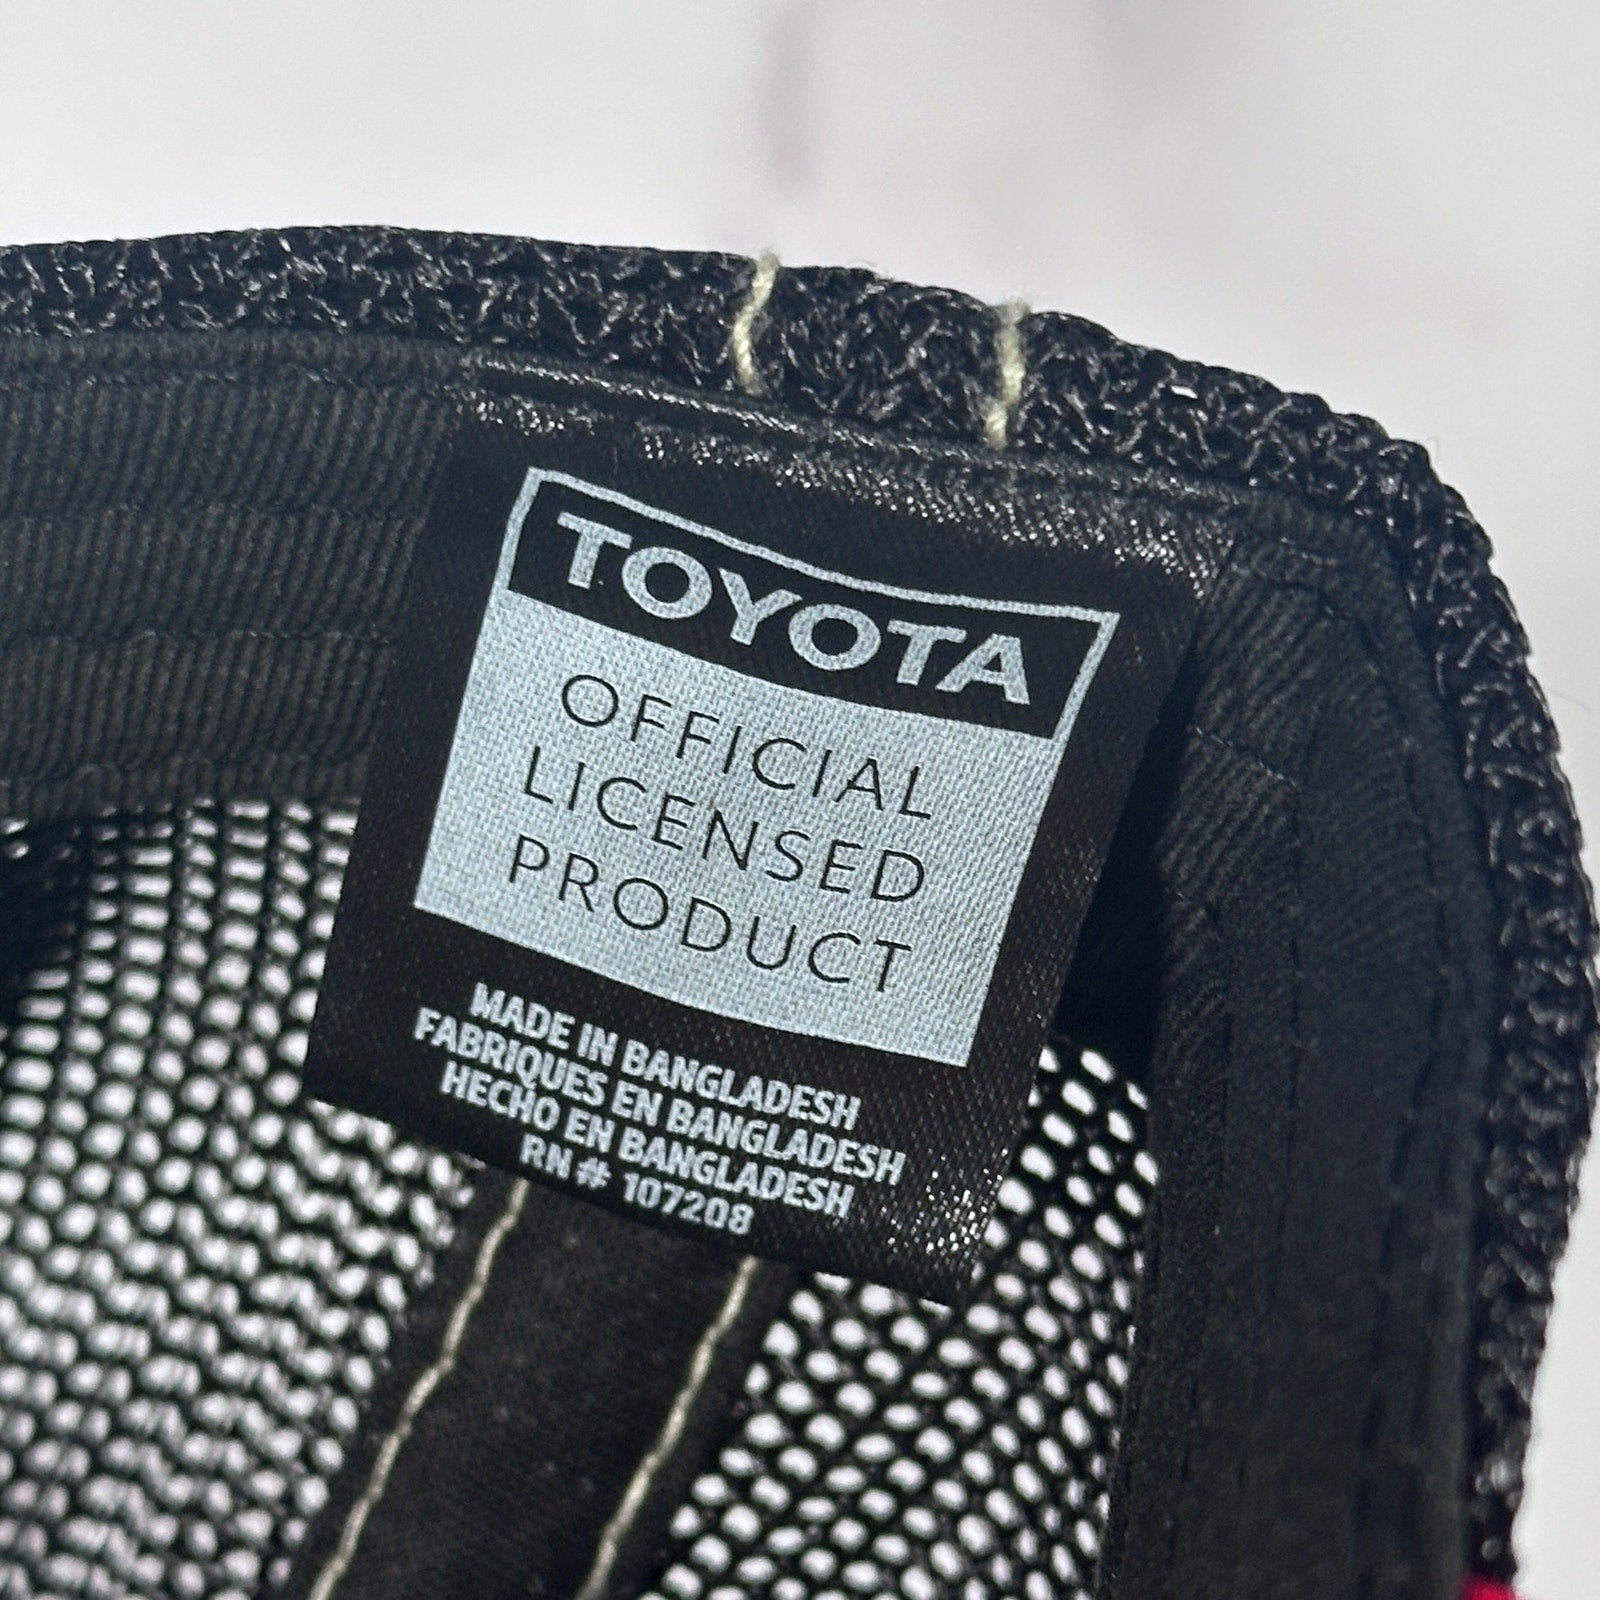 TOYOTA
OFFICIAL
LICENSED
PRODUCT
MADE IN BANGLADESH
FABRIQUES EN BANGLADESH
HECHO EN BANGLADESH
RN# 107208